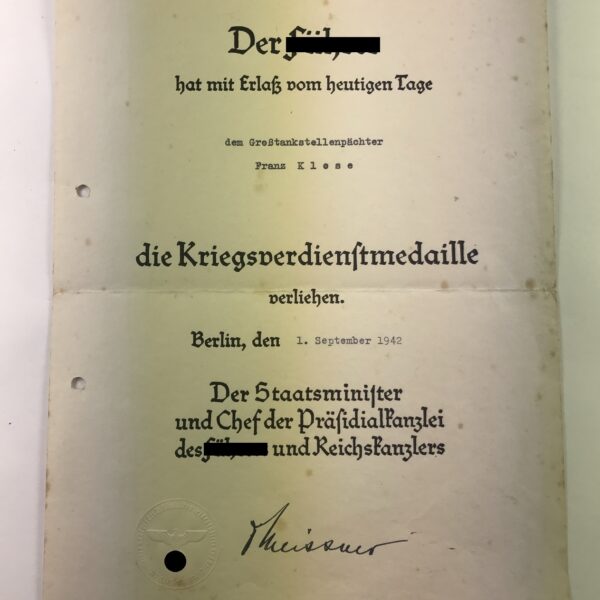 Der
hat mit Erlaß vom heutigen Tage
dem Großtankstellenpächter
Franz K l o s e
die Kriegsverdienstmedaille
verliehen.
Berlin, den 1. September 1942
Der Staatsminister
und Chef der Präsidialkanzlei
des und Reichskanzlers
Meissner